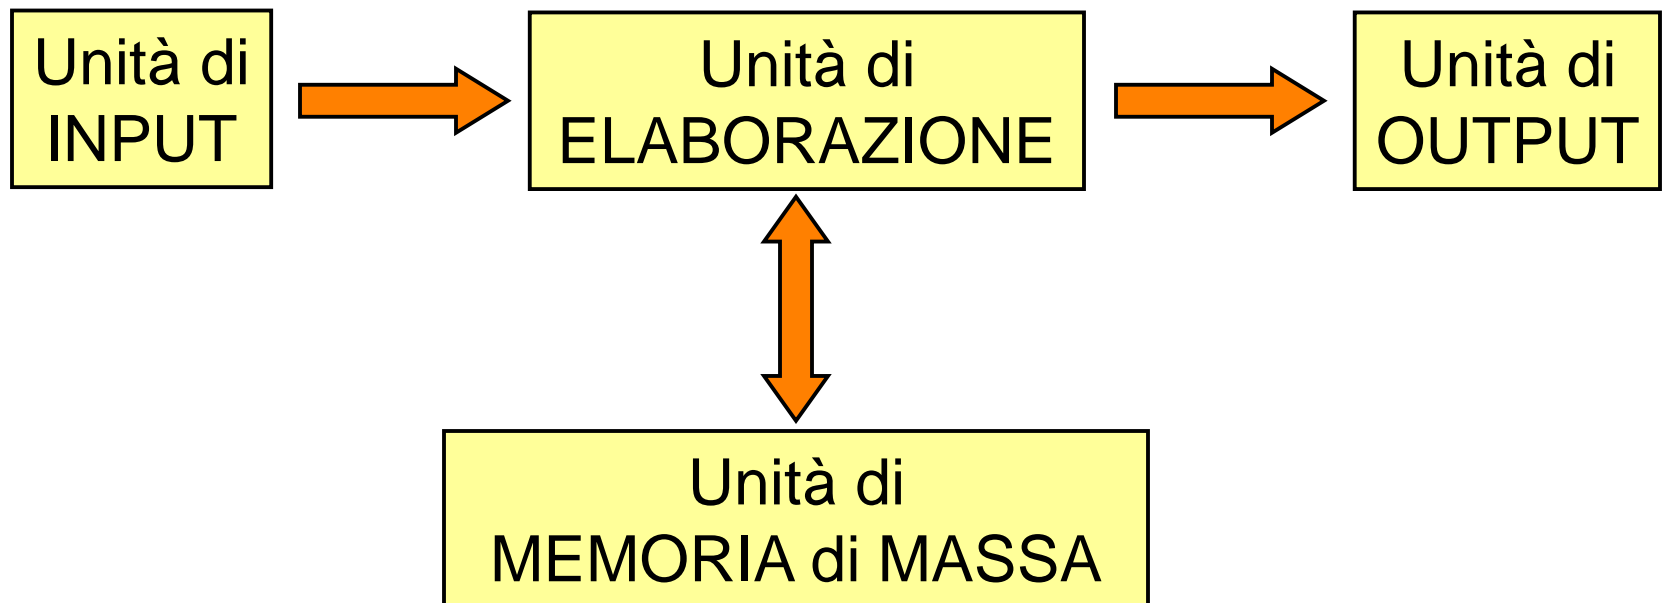 Unità di
INPUT
Unità di
ELABORAZIONE
Unità di
OUTPUT
Unità di
MEMORIA di MASSA